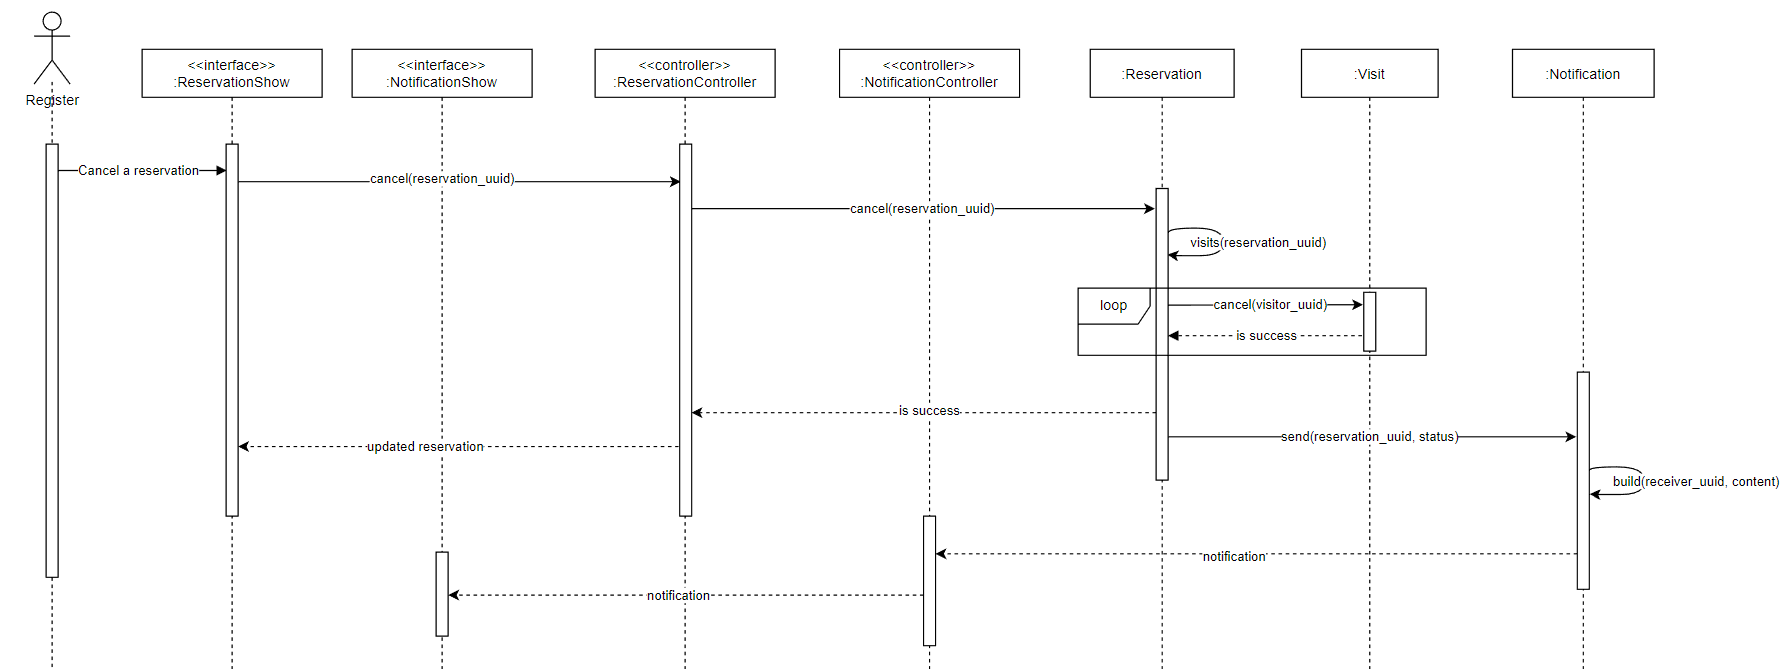 Register
<<interface>>
:ReservationShow
<<interface>>
:NotificationShow
<<controller>>
:ReservationController
<<controller>>
:NotificationController
:Reservation
:Visit
:Notification
Cancel a reservation
cancel(reservation_uuid)
cancel(reservation_uuid)
visits(reservation_uuid)
loop
cancel(visitor_uuid)
is success
is success
send(reservation_uuid, status)
updated reservation
build(receiver_uuid, content)
notification
notification